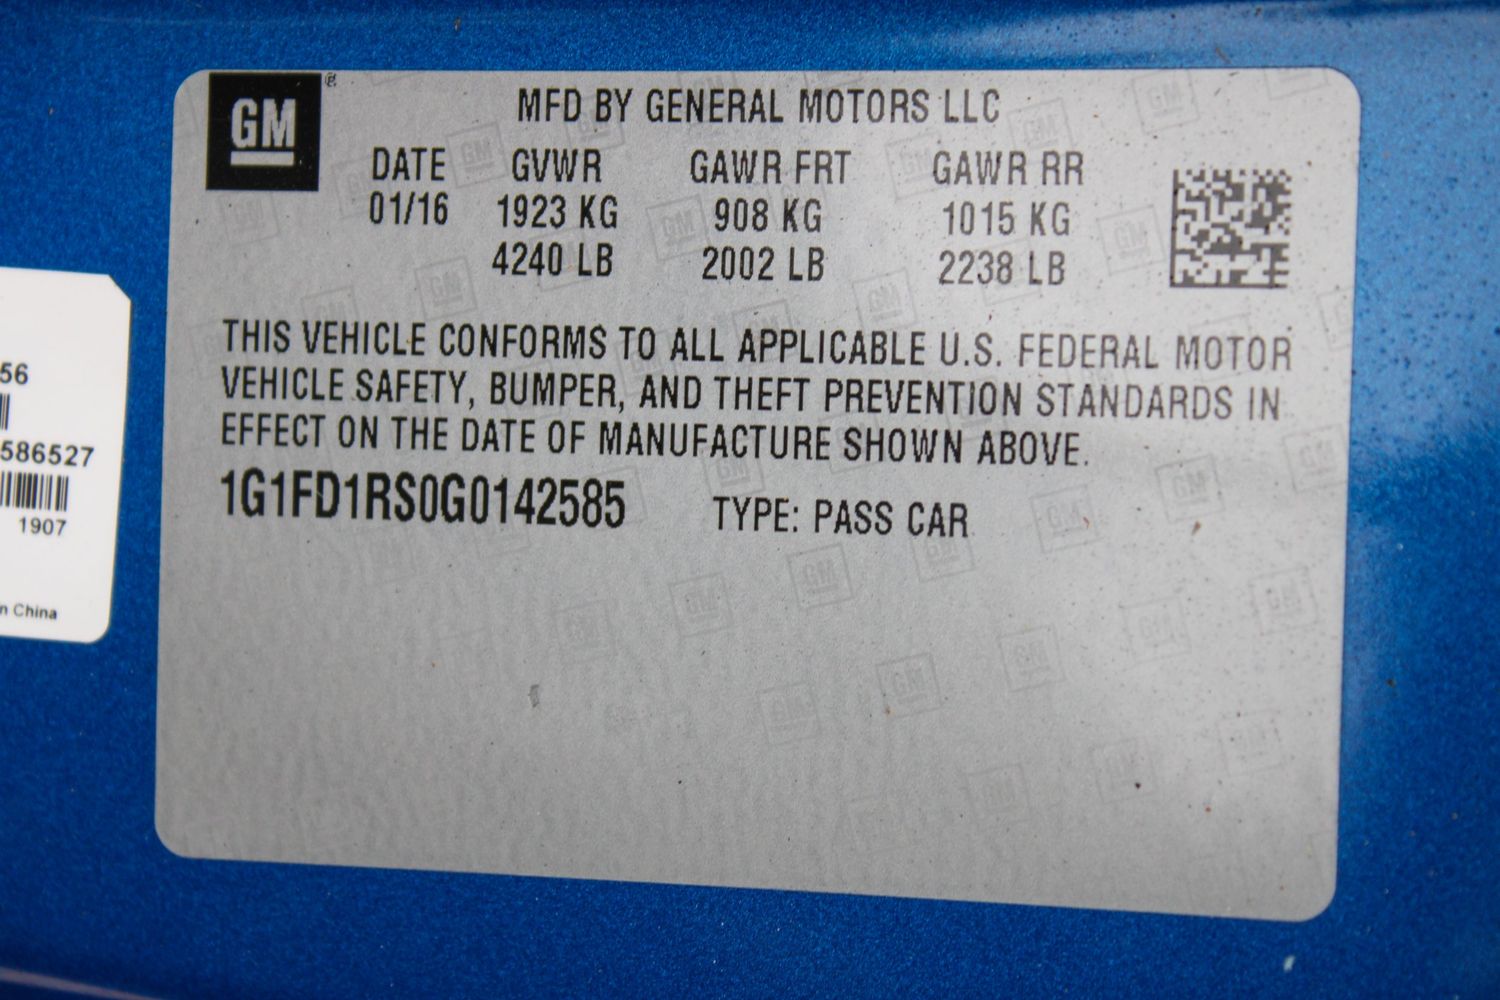 GM
MFD BY GENERAL MOTORS LLC
DATE GVWR GAWR FRT GAWR RR
01/16 1923 KG 908 KG 1015 KG
4240 LB 2002 LB 2238 LB
THIS VEHICLE CONFORMS TO ALL APPLICABLE U.S. FEDERAL MOTOR
VEHICLE SAFETY, BUMPER, AND THEFT PREVENTION STANDARDS IN
EFFECT ON THE DATE OF MANUFACTURE SHOWN ABOVE.
1G1FD1RS0G0142585 TYPE: PASS CAR
56
586527
1907
n China